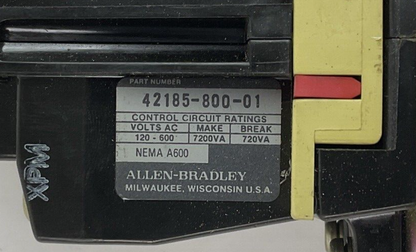 PART NUMBER
42185-800-01
CONTROL CIRCUIT RATINGS
VOLTS AC MAKE BREAK
120-600 7200VA 720VA
NEMA A600
ALLEN-BRADLEY
MILWAUKEE, WISCONSIN U.S.A.
XPM